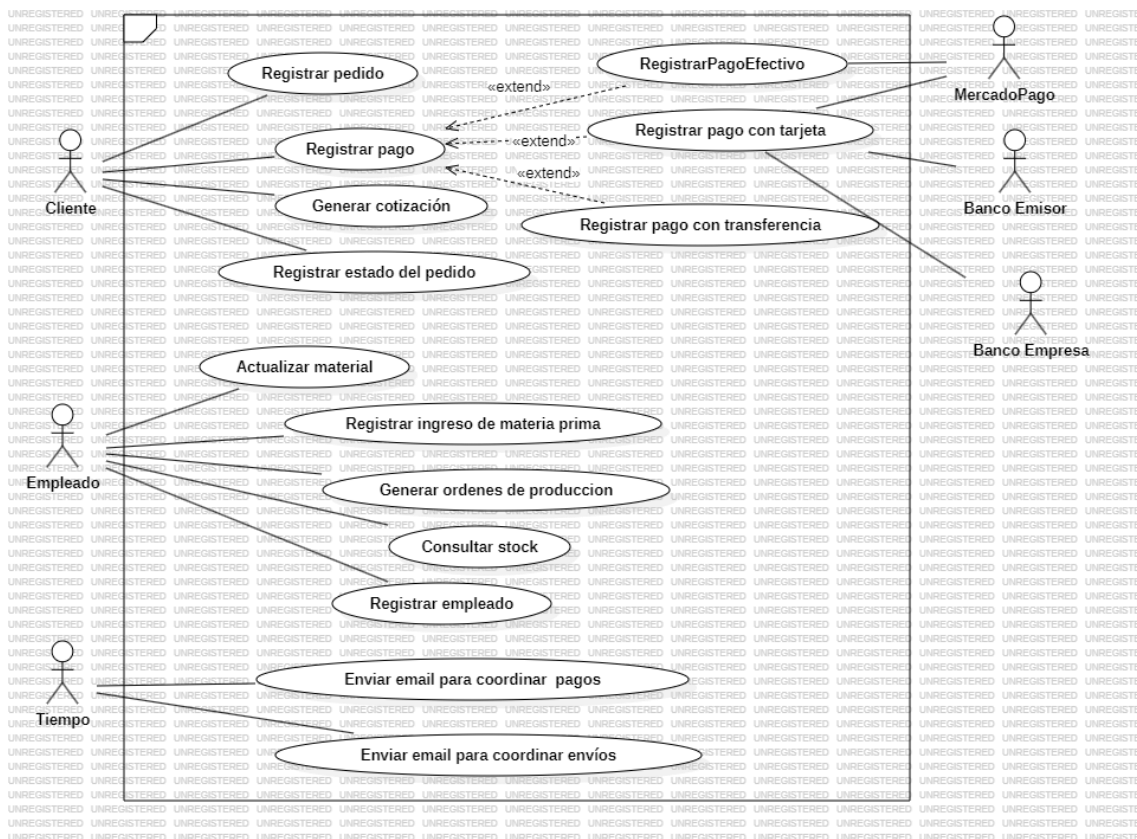 Registrar pedido
RegistrarPagoEfectivo
MercadoPago
«extend»
Registrar pago con tarjeta
Registrar pago
«extend»
«extend»
Cliente
Generar cotización
Banco Emisor
Registrar pago con transferencia
Registrar estado del pedido
Banco Empresa
Actualizar material
Registrar ingreso de materia prima
Empleado
Generar ordenes de produccion
Consultar stock
Registrar empleado
Enviar email para coordinar pagos
Tiempo
Enviar email para coordinar envíos
UNREGISTERED